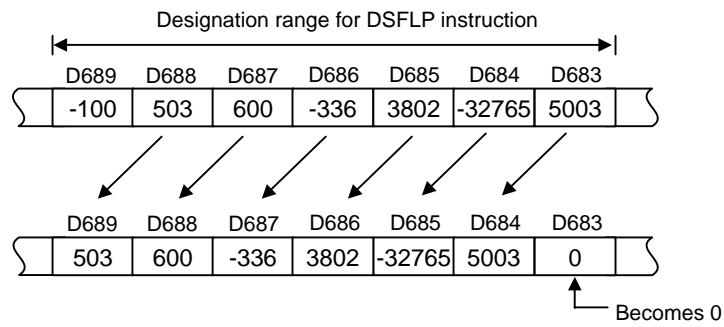 Designation range for DSFLP instruction
D689 D688 D687 D686 D685 D684 D683
-100 503 600 -336 3802 -32765 5003
D689 D688 D687 D686 D685 D684 D683
503 600 -336 3802 -32765 5003 0
Becomes 0